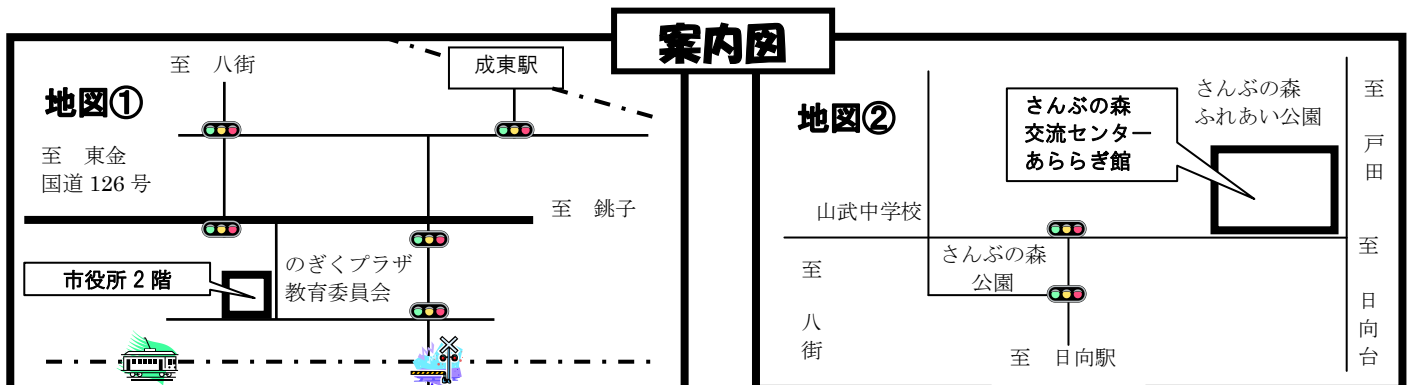 案内図
地図①
至　八街
成東駅
至　東金
国道 126 号
至　銚子
市役所 2 階
のぎくプラザ
教育委員会
地図②
さんぶの森
交流センター
あららぎ館
さんぶの森
ふれあい公園
至　戸田
山武中学校
さんぶの森
公園
至　八街
至　日向台
至　日向駅